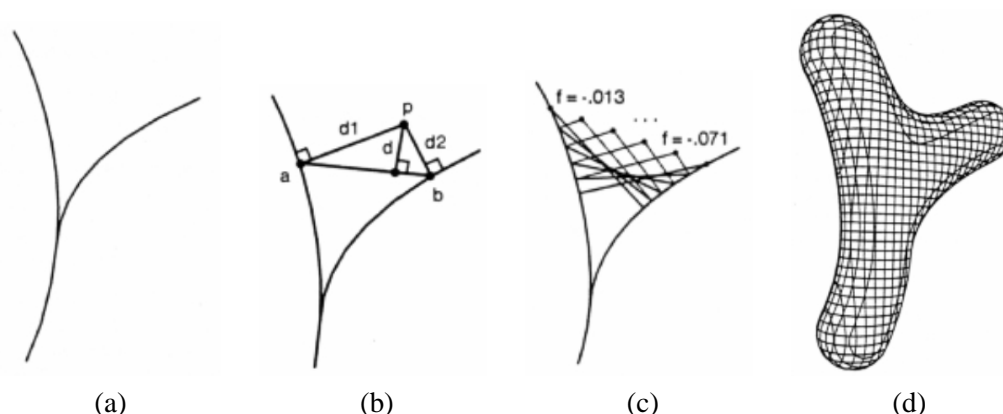 p
d1
d2
d
a
b
f = -.013
. . .
f = -.071
(a)
(b)
(c)
(d)